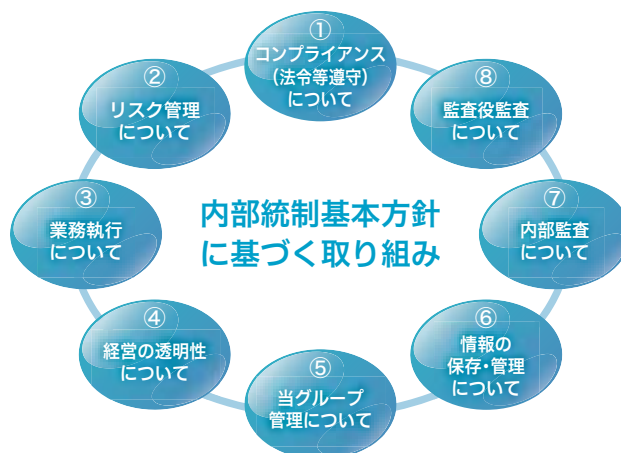 ①
コンプライアンス
（法令等遵守）
について
②
リスク管理
について
③
業務執行
について
④
経営の透明性
について
⑤
当グループ
管理について
⑥
情報の
保存・管理
について
⑦
内部監査
について
⑧
監査役監査
について
内部統制基本方針
に基づく取り組み